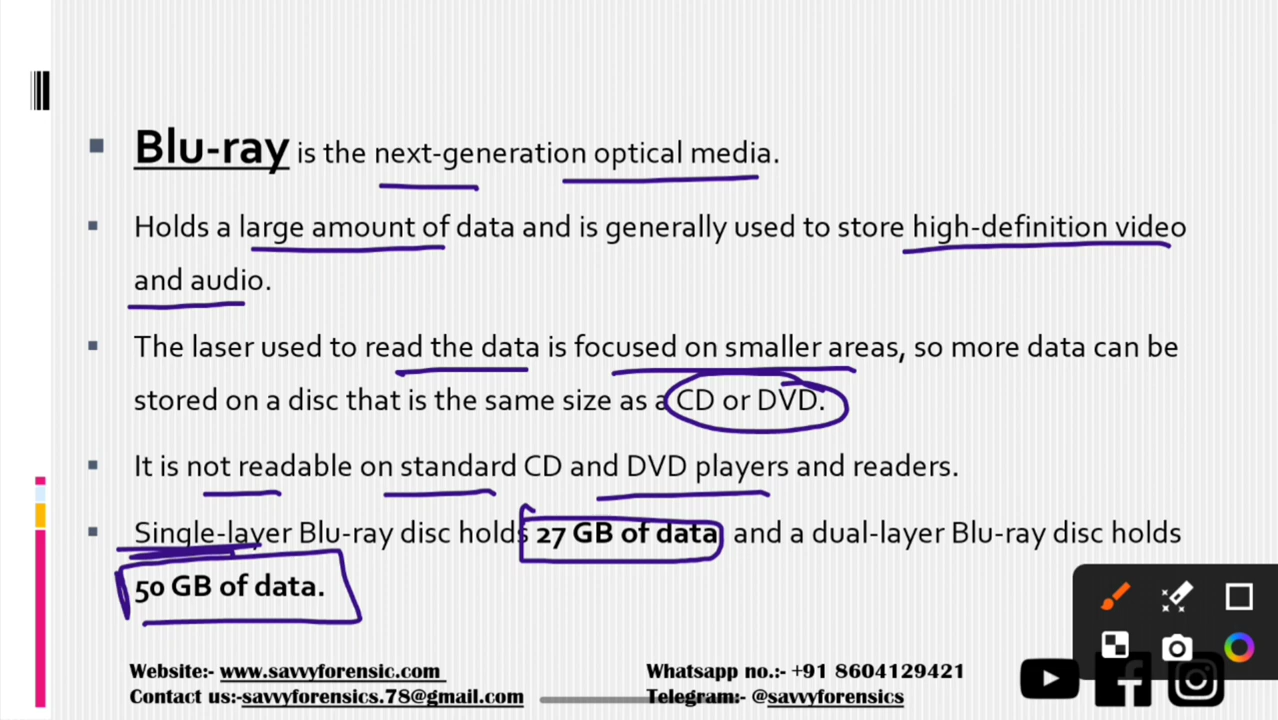 Blu-ray is the next-generation optical media.
Holds a large amount of data and is generally used to store high-definition video
and audio.
The laser used to read the data is focused on smaller areas, so more data can be
stored on a disc that is the same size as a CD or DVD.
It is not readable on standard CD and DVD players and readers.
Single-layer Blu-ray disc holds 27 GB of data and a dual-layer Blu-ray disc holds
50 GB of data.
Website:- www.savvyforensic.com Whatsapp no.:- +91 8604129421
Contact us:-savvyforensics.78@gmail.com Telegram:- @savvyforensics